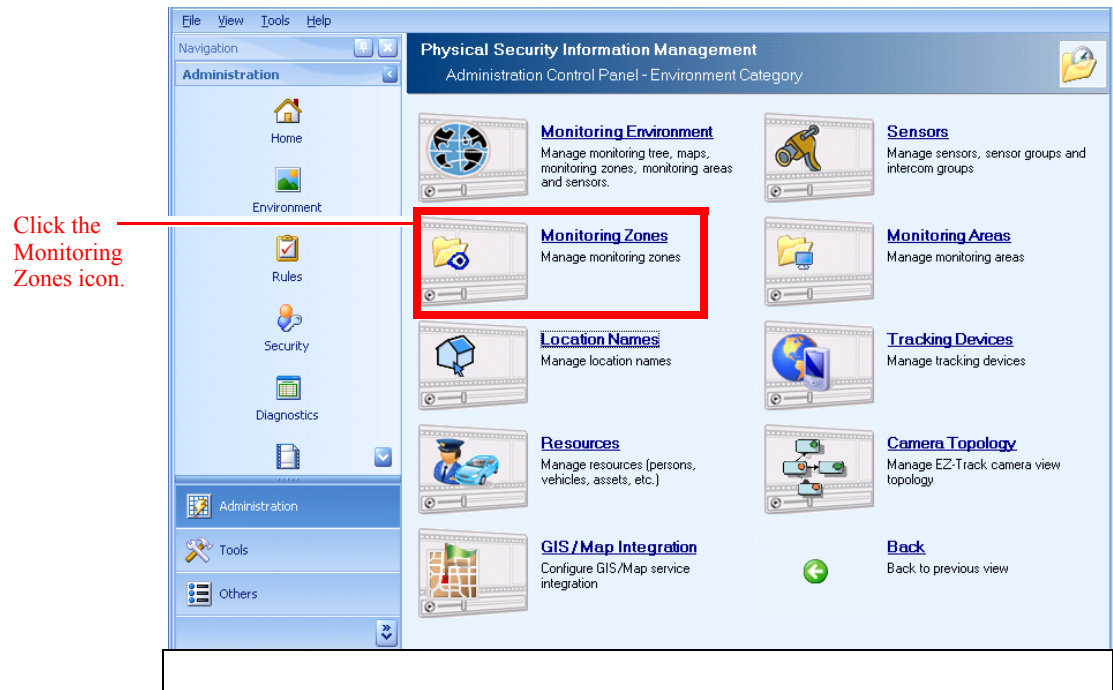 File View Tools Help
Navigation
Administration
Home
Environment
Rules
Security
Diagnostics
Administration
Tools
Others
Click the
Monitoring
Zones icon.
Physical Security Information Management
Administration Control Panel - Environment Category
Monitoring Environment
Manage monitoring tree, maps,
monitoring zones, monitoring areas
and sensors.
Sensors
Manage sensors, sensor groups and
intercom groups
Monitoring Zones
Manage monitoring zones
Monitoring Areas
Manage monitoring areas
Location Names
Manage location names
Tracking Devices
Manage tracking devices
Resources
Manage resources (persons,
vehicles, assets, etc.)
Camera Topology
Manage EZ-Track camera view
topology
GIS/Map Integration
Configure GIS/Map service
integration
Back
Back to previous view